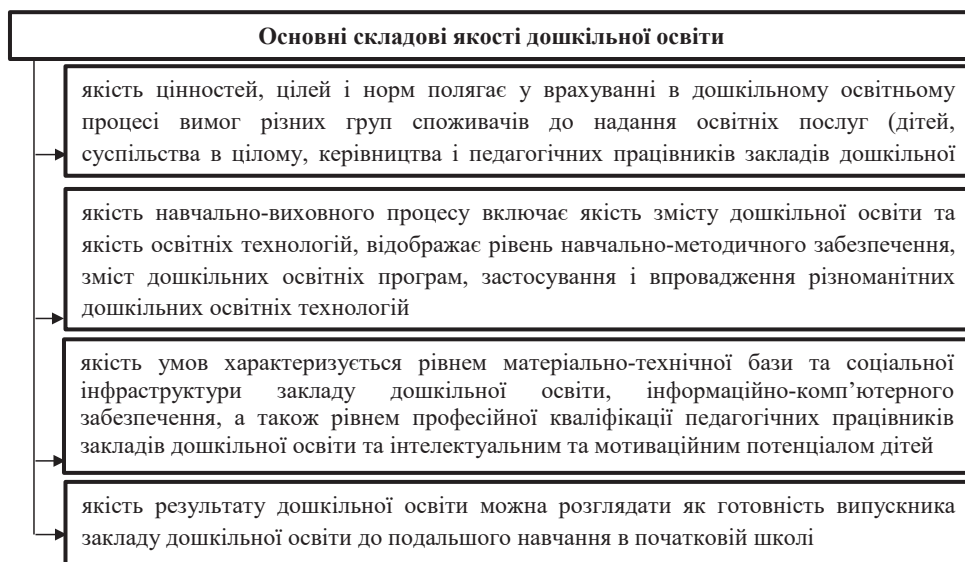 Основні складові якості дошкільної освіти
якість цінностей, цілей і норм полягає у врахуванні в дошкільному освітньому
процесі вимог різних груп споживачів до надання освітніх послуг (дітей,
суспільства в цілому, керівництва і педагогічних працівників закладів дошкільної
якість навчально-виховного процесу включає якість змісту дошкільної освіти та
якість освітніх технологій, відображає рівень навчально-методичного забезпечення,
зміст дошкільних освітніх програм, застосування і впровадження різноманітних
дошкільних освітніх технологій
якість умов характеризується рівнем матеріально-технічної бази та соціальної
інфраструктури закладу дошкільної освіти, інформаційно-комп’ютерного
забезпечення, а також рівнем професійної кваліфікації педагогічних працівників
закладів дошкільної освіти та інтелектуальним та мотиваційним потенціалом дітей
якість результату дошкільної освіти можна розглядати як готовність випускника
закладу дошкільної освіти до подальшого навчання в початковій школі